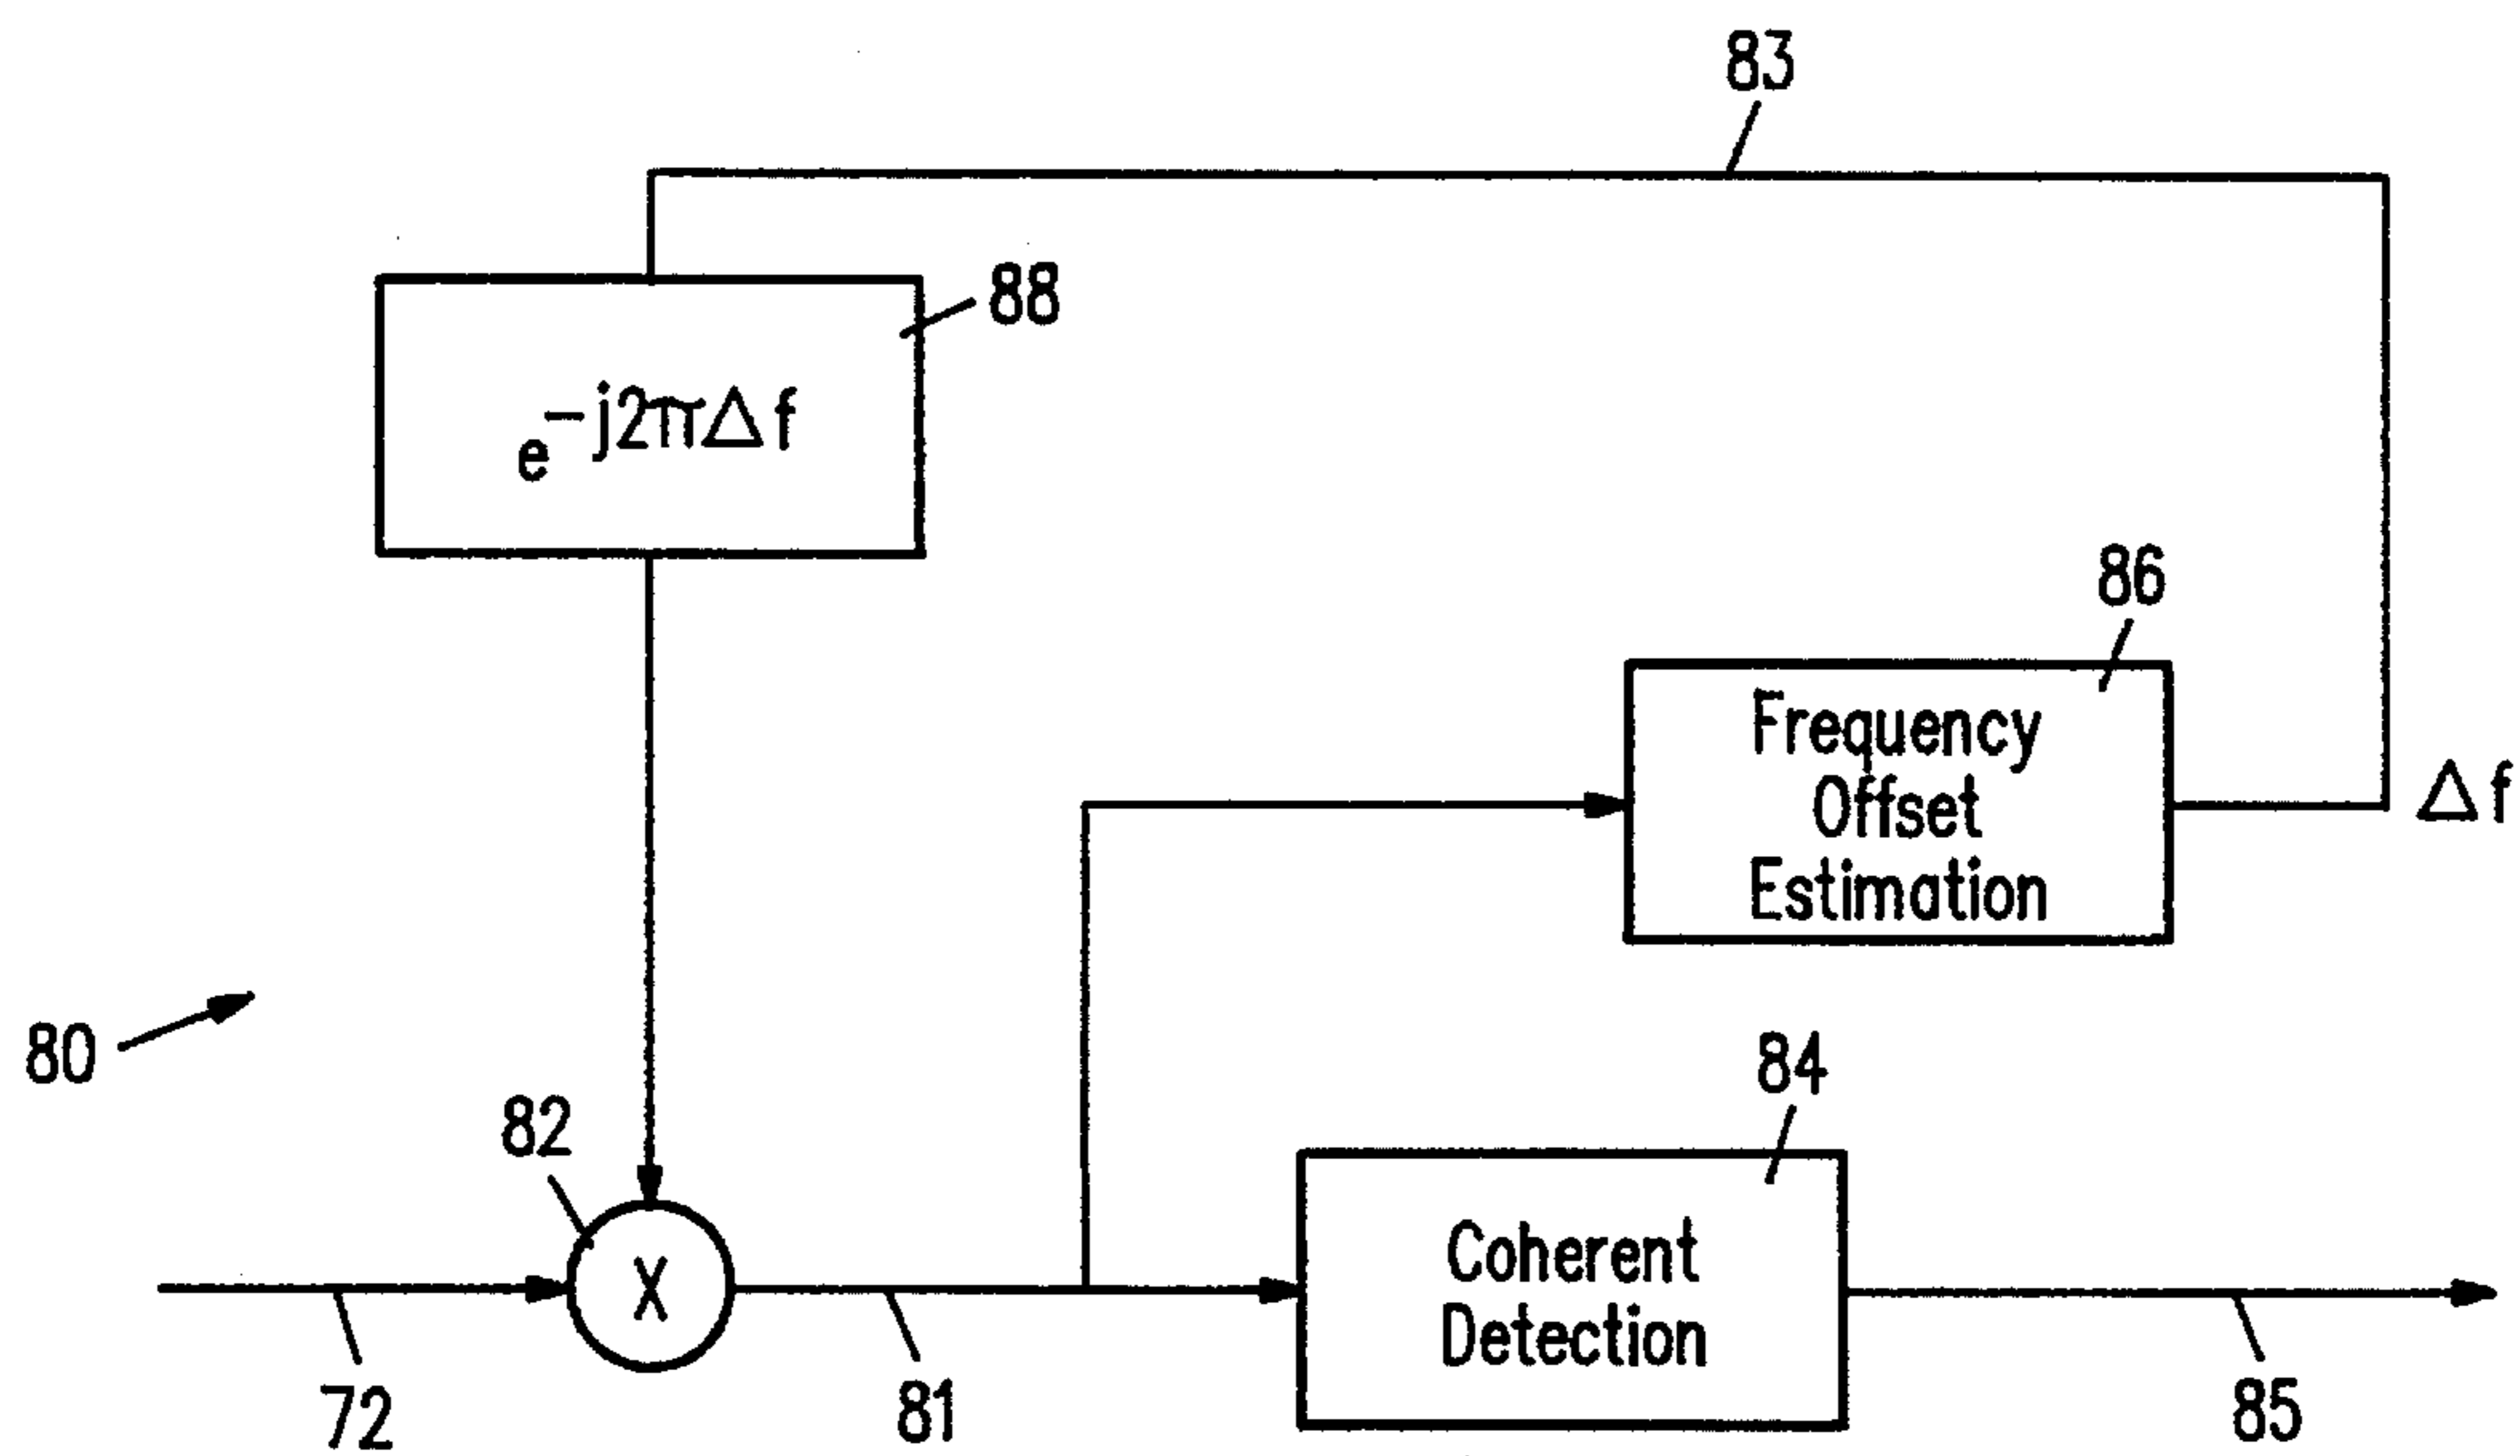 83
88
e^-j2πΔf
86
Frequency
Offset
Estimation
Δf
80
84
82
Coherent
Detection
X
72
81
85